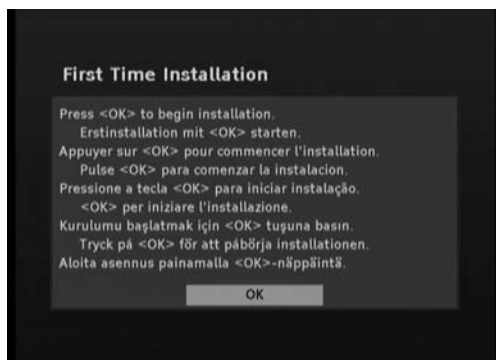 First Time Installation
Press <OK> to begin installation.
Erstinstallation mit <OK> starten.
Appuyer sur <OK> pour commencer l'installation.
Pulse <OK> para comenzar la instalacion.
Pressione a tecla <OK> para iniciar instalação.
<OK> per iniziare l'installazione.
Kurulumu başlatmak için <OK> tuşuna basın.
Tryck på <OK> för att påbörja installationen.
Aloita asennus painamalla <OK>-näppäintä.
OK